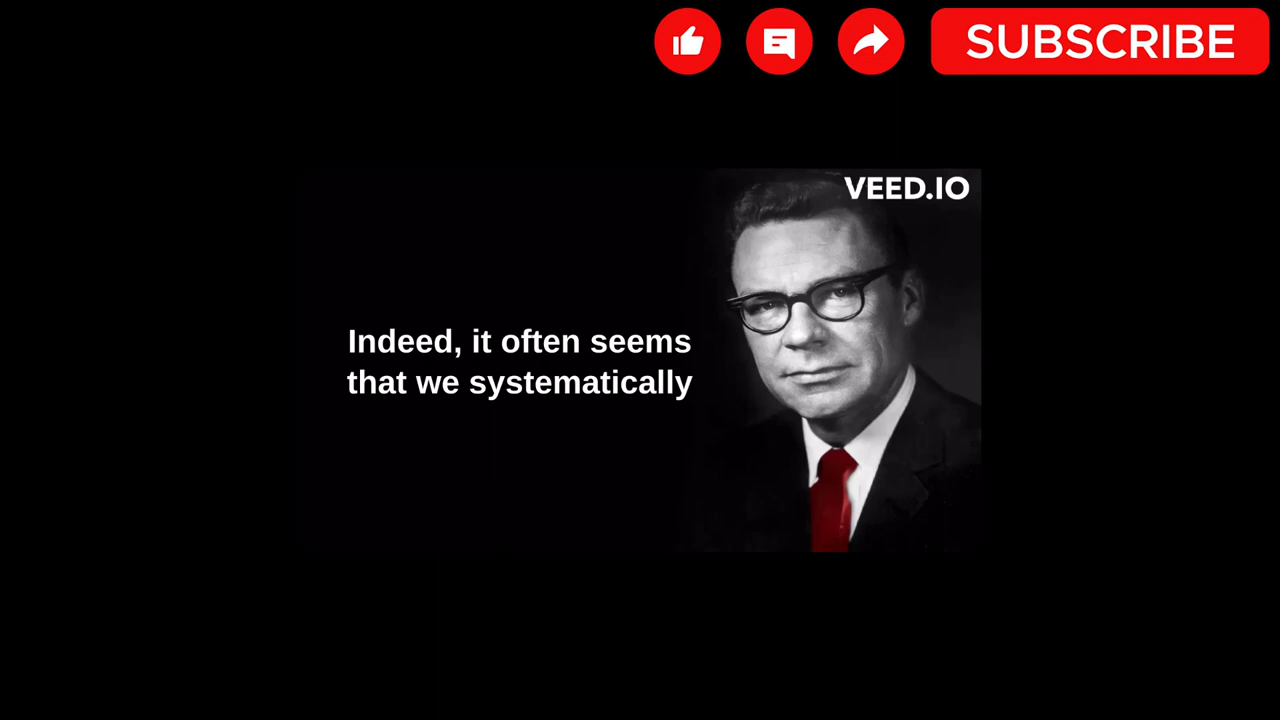 SUBSCRIBE
VEED.IO
Indeed, it often seems
that we systematically